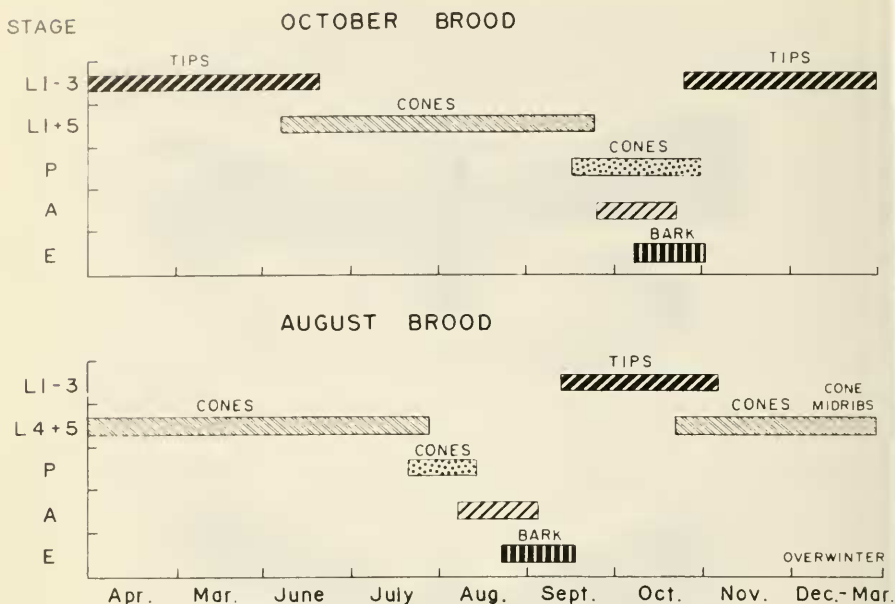 OCTOBER BROOD
STAGE
TIPS
TIPS
L1-3
CONES
L1+5
CONES
P
A
BARK
E
AUGUST BROOD
TIPS
L1-3
CONES
CONES
CONE
MIDRIBS
L4+5
CONES
P
A
BARK
E
OVERWINTER
Apr. Mar. June July Aug. Sept. Oct. Nov. Dec.-Mar.